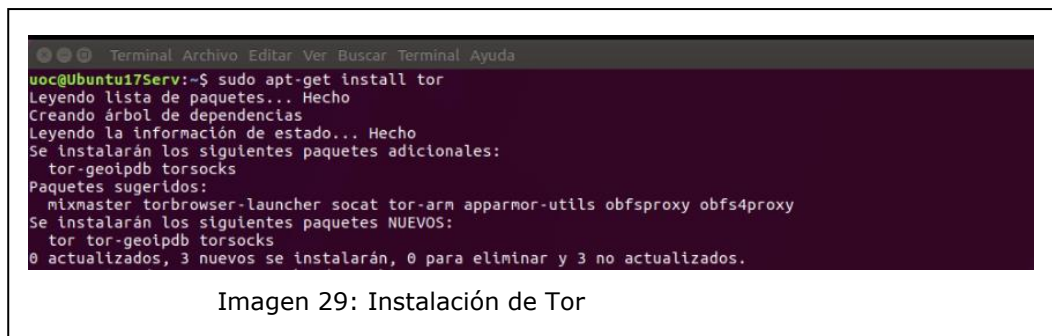 Terminal Archivo Editar Ver Buscar Terminal Ayuda
uoc@Ubuntu17Serv:~$ sudo apt-get install tor
Leyendo lista de paquetes... Hecho
Creando árbol de dependencias
Leyendo la información de estado... Hecho
Se instalarán los siguientes paquetes adicionales:
tor-geoipdb torsocks
Paquetes sugeridos:
mixmaster torbrowser-launcher socat tor-arm apparmor-utils obfsproxy obfs4proxy
Se instalarán los siguientes paquetes NUEVOS:
tor tor-geoipdb torsocks
0 actualizados, 3 nuevos se instalarán, 0 para eliminar y 3 no actualizados.
Imagen 29: Instalación de Tor